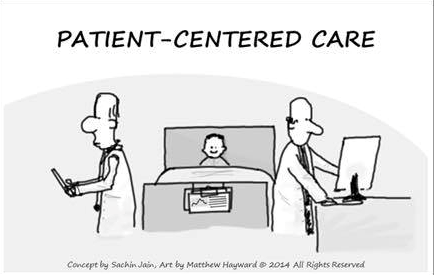 PATIENT-CENTERED CARE
Concept by Sachin Jain, Art by Matthew Hayward © 2014 All Rights Reserved